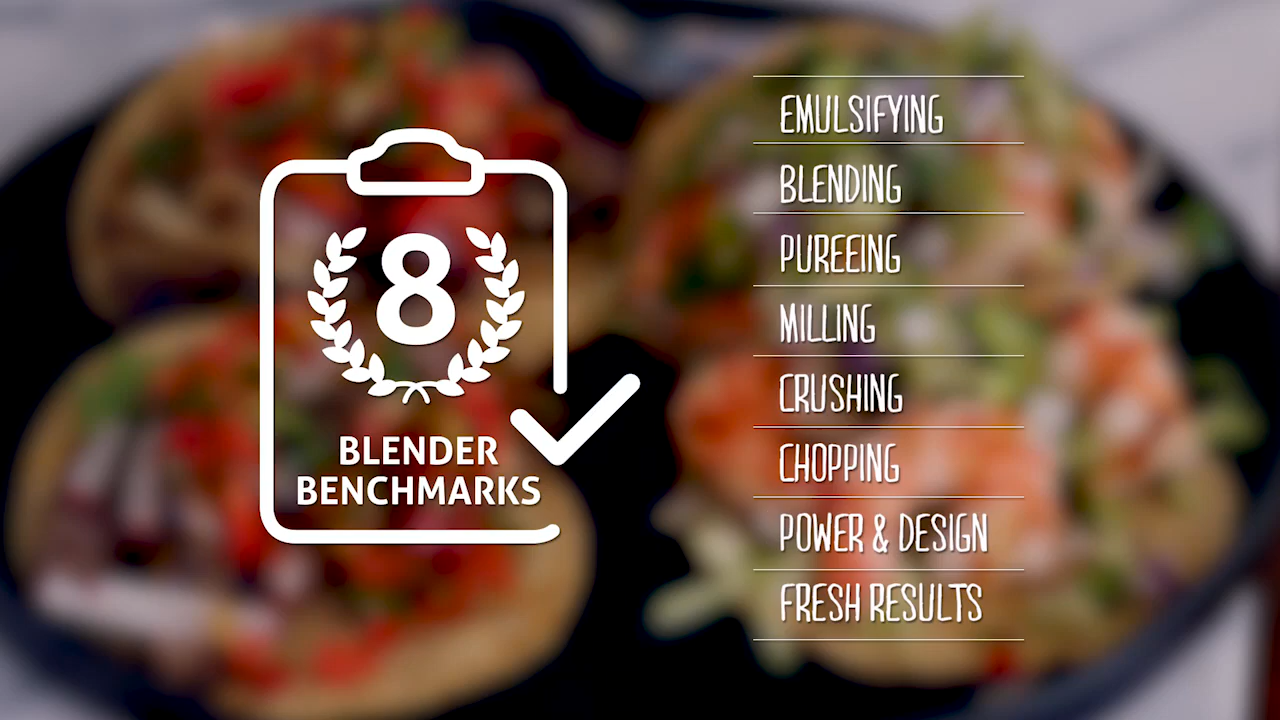 8
BLENDER
BENCHMARKS
EMULSIFYING
BLENDING
PUREEING
MILLING
CRUSHING
CHOPPING
POWER & DESIGN
FRESH RESULTS